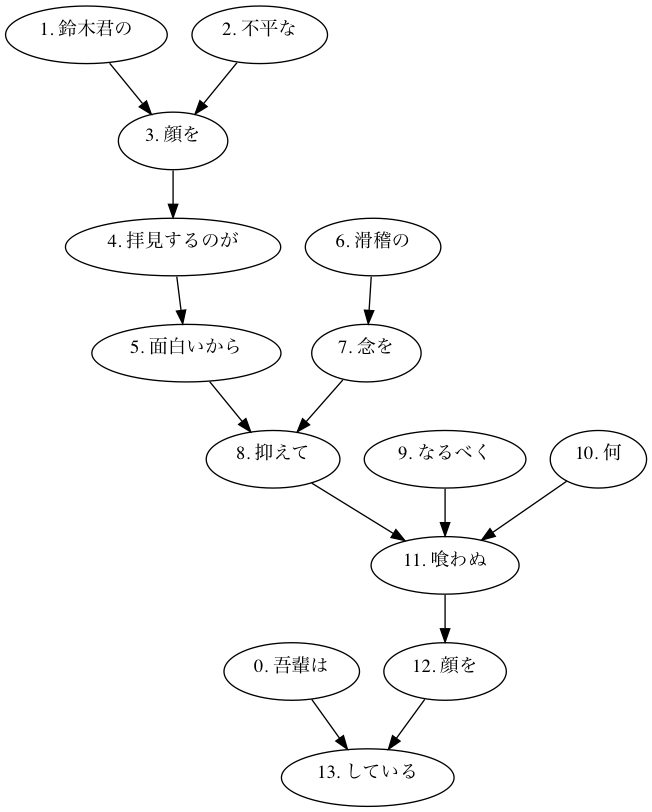 1. 鈴木君の
2. 不平な
3. 顔を
4. 拝見するのが
6. 滑稽の
5. 面白いから
7. 念を
8. 抑えて
9. なるべく
10. 何
11. 喰わぬ
0. 吾輩は
12. 顔を
13. している